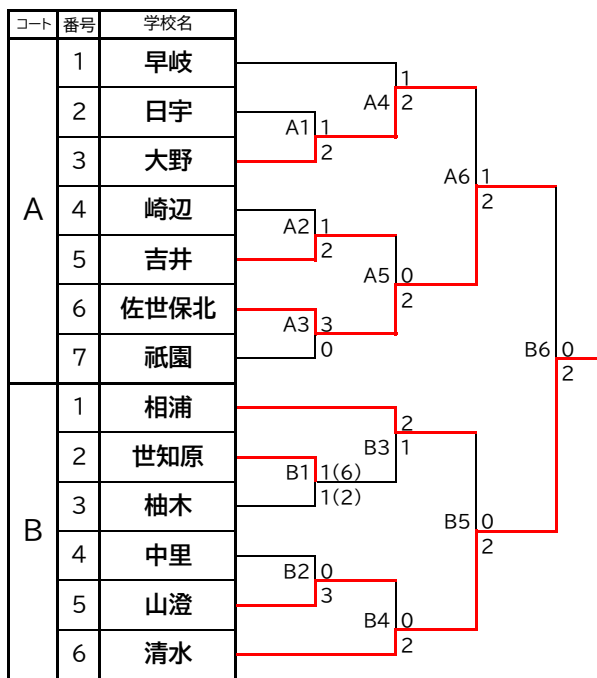 コート 番号 学校名
A
1 早岐
2 日宇
3 大野
4 崎辺
5 吉井
6 佐世保北
7 祇園
B
1 相浦
2 世知原
3 柚木
4 中里
5 山澄
6 清水
A1 1
2
A2 1
2
A3 3
0
A4 1
2
A5 0
2
A6 1
2
B1 1(6)
1(2)
B2 0
3
B3 2
1
B4 0
2
B5 0
2
B6 0
2